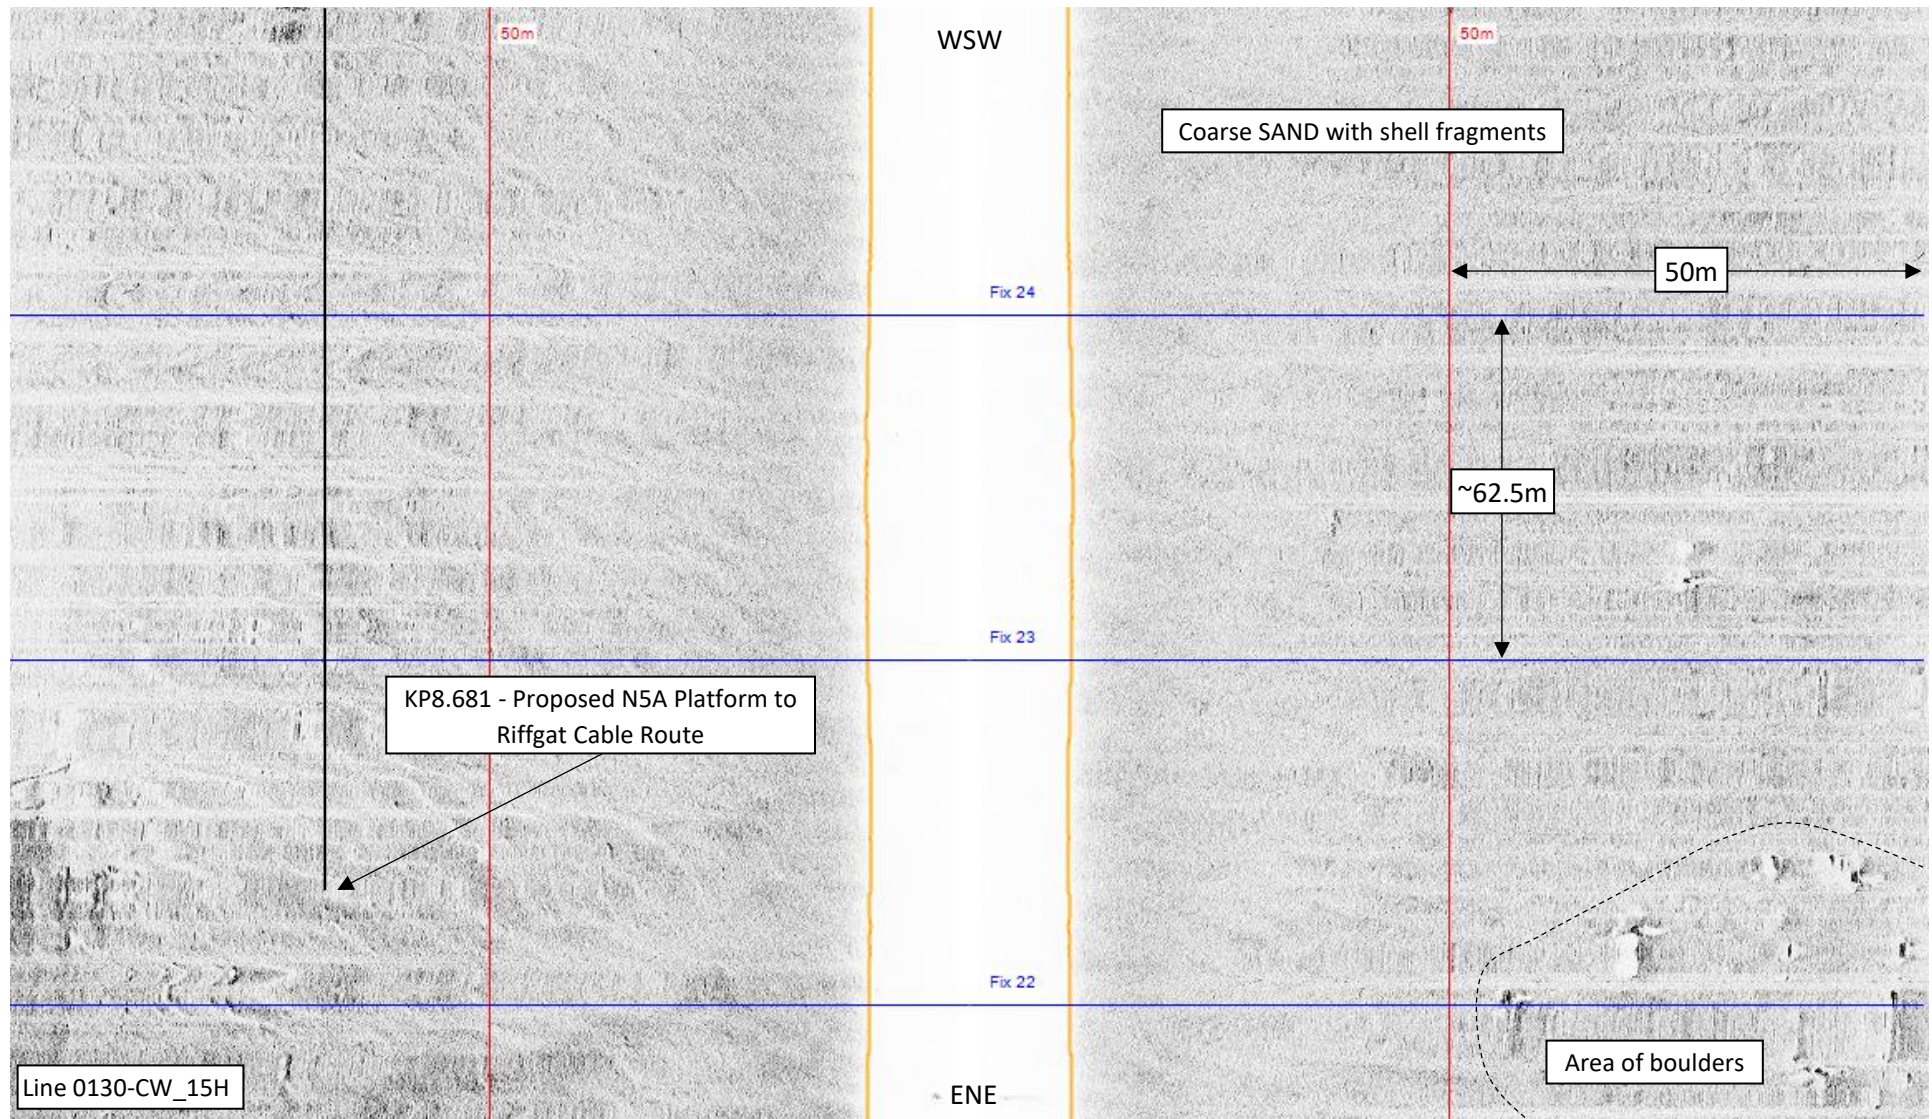 50m
WSW
50m
Coarse SAND with shell fragments
50m
Fix 24
~62.5m
Fix 23
KP8.681 - Proposed N5A Platform to
Riffgat Cable Route
Fix 22
Area of boulders
Line 0130-CW_15H
ENE